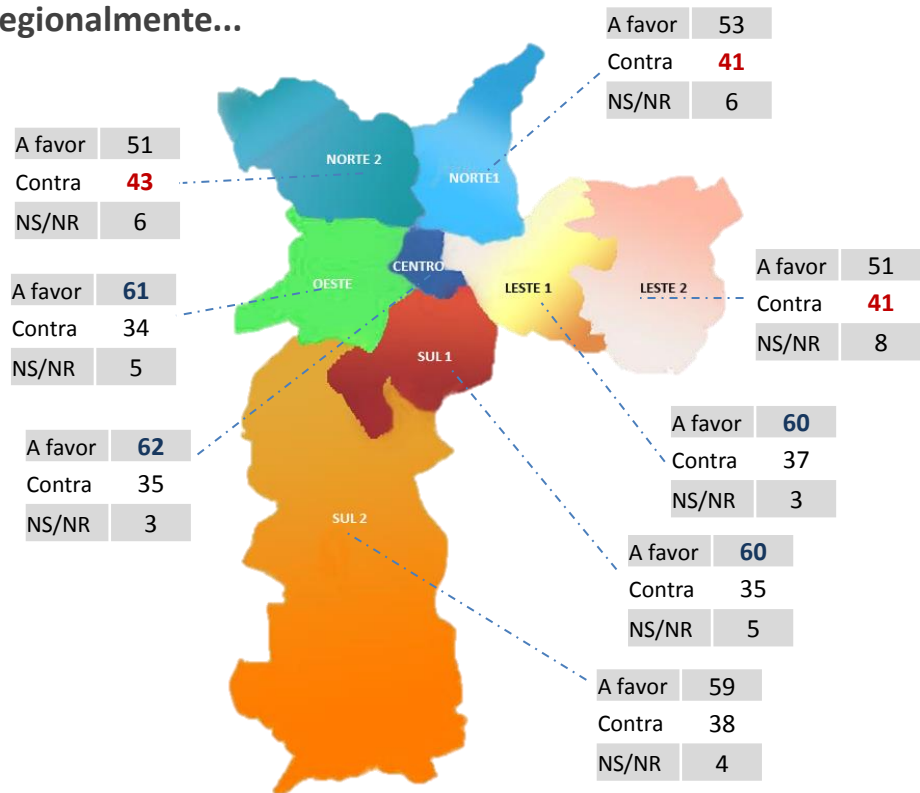 egionalmente...
A favor 53
Contra 41
NS/NR 6
A favor 51
Contra 43
NS/NR 6
NORTE 2
NORTE1
A favor 61
Contra 34
NS/NR 5
OESTE
CENTRO
LESTE 1
LESTE 2
A favor 51
Contra 41
NS/NR 8
SUL 1
A favor 62
Contra 35
NS/NR 3
A favor 60
Contra 37
NS/NR 3
SUL 2
A favor 60
Contra 35
NS/NR 5
A favor 59
Contra 38
NS/NR 4